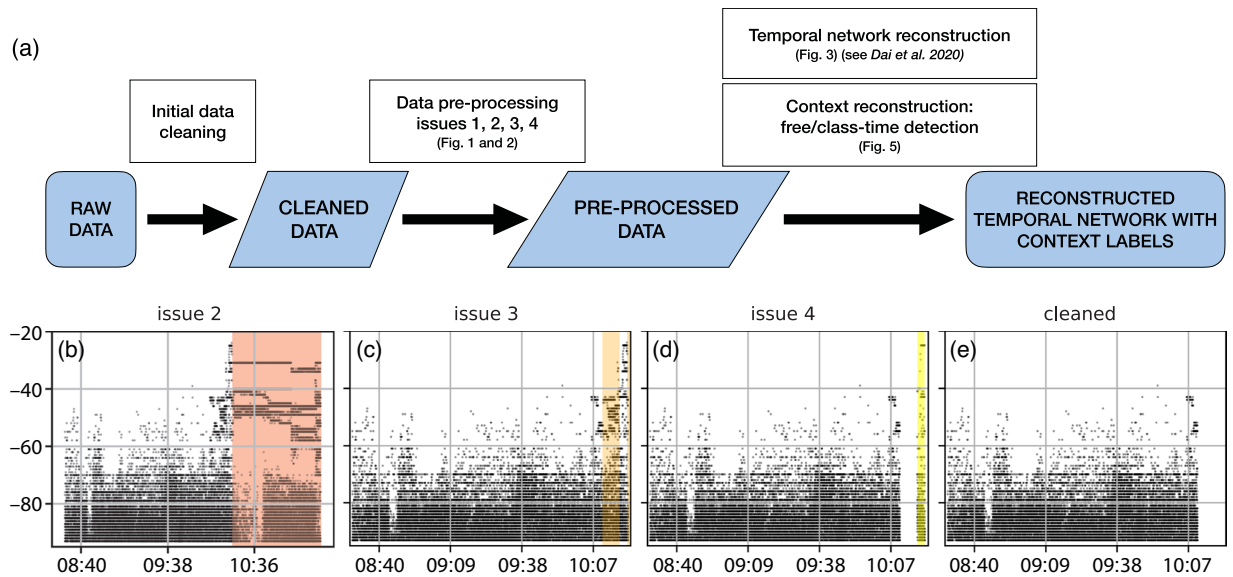 (a)
Temporal network reconstruction
(Fig. 3) (see Dai et al. 2020)
Initial data
cleaning
Data pre-processing
issues 1, 2, 3, 4
(Fig. 1 and 2)
Context reconstruction:
free/class-time detection
(Fig. 5)
RAW
DATA
CLEANED
DATA
PRE-PROCESSED
DATA
RECONSTRUCTED
TEMPORAL NETWORK WITH
CONTEXT LABELS
issue 2
issue 3
issue 4
cleaned
−20
−40
−60
−80
(b)
(c)
(d)
(e)
08:40 09:38 10:36
08:40 09:09 09:38 10:07
08:40 09:09 09:38 10:07
08:40 09:09 09:38 10:07